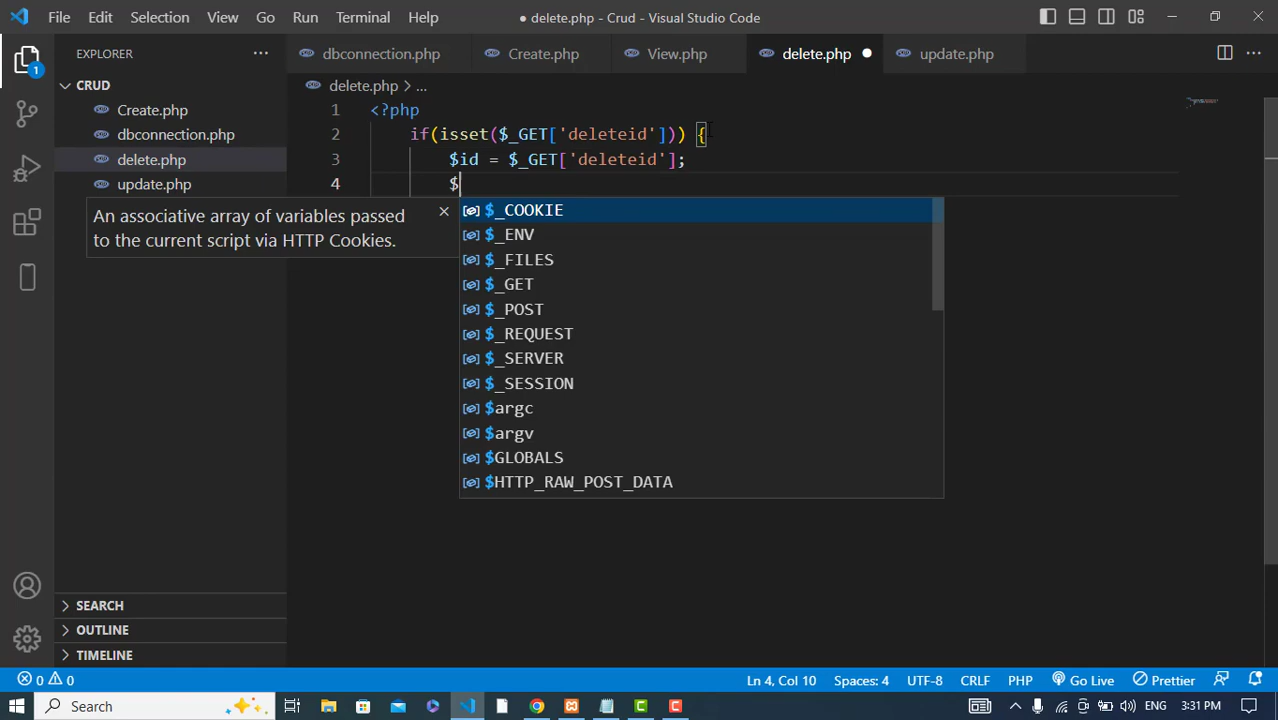 File Edit Selection View Go Run Terminal Help
● delete.php - Crud - Visual Studio Code
EXPLORER
dbconnection.php Create.php View.php delete.php update.php
CRUD
delete.php > ...
Create.php
dbconnection.php
delete.php
update.php
1 <?php
2 if(isset($_GET['deleteid'])) {
3 $id = $_GET['deleteid'];
4 $
An associative array of variables passed
to the current script via HTTP Cookies.
$_COOKIE
$_ENV
$_FILES
$_GET
$_POST
$_REQUEST
$_SERVER
$_SESSION
$argc
$argv
$GLOBALS
$HTTP_RAW_POST_DATA
1
SEARCH
OUTLINE
TIMELINE
0 0 Ln 4, Col 10 Spaces: 4 UTF-8 CRLF PHP Go Live Prettier
Search ENG 3:31 PM